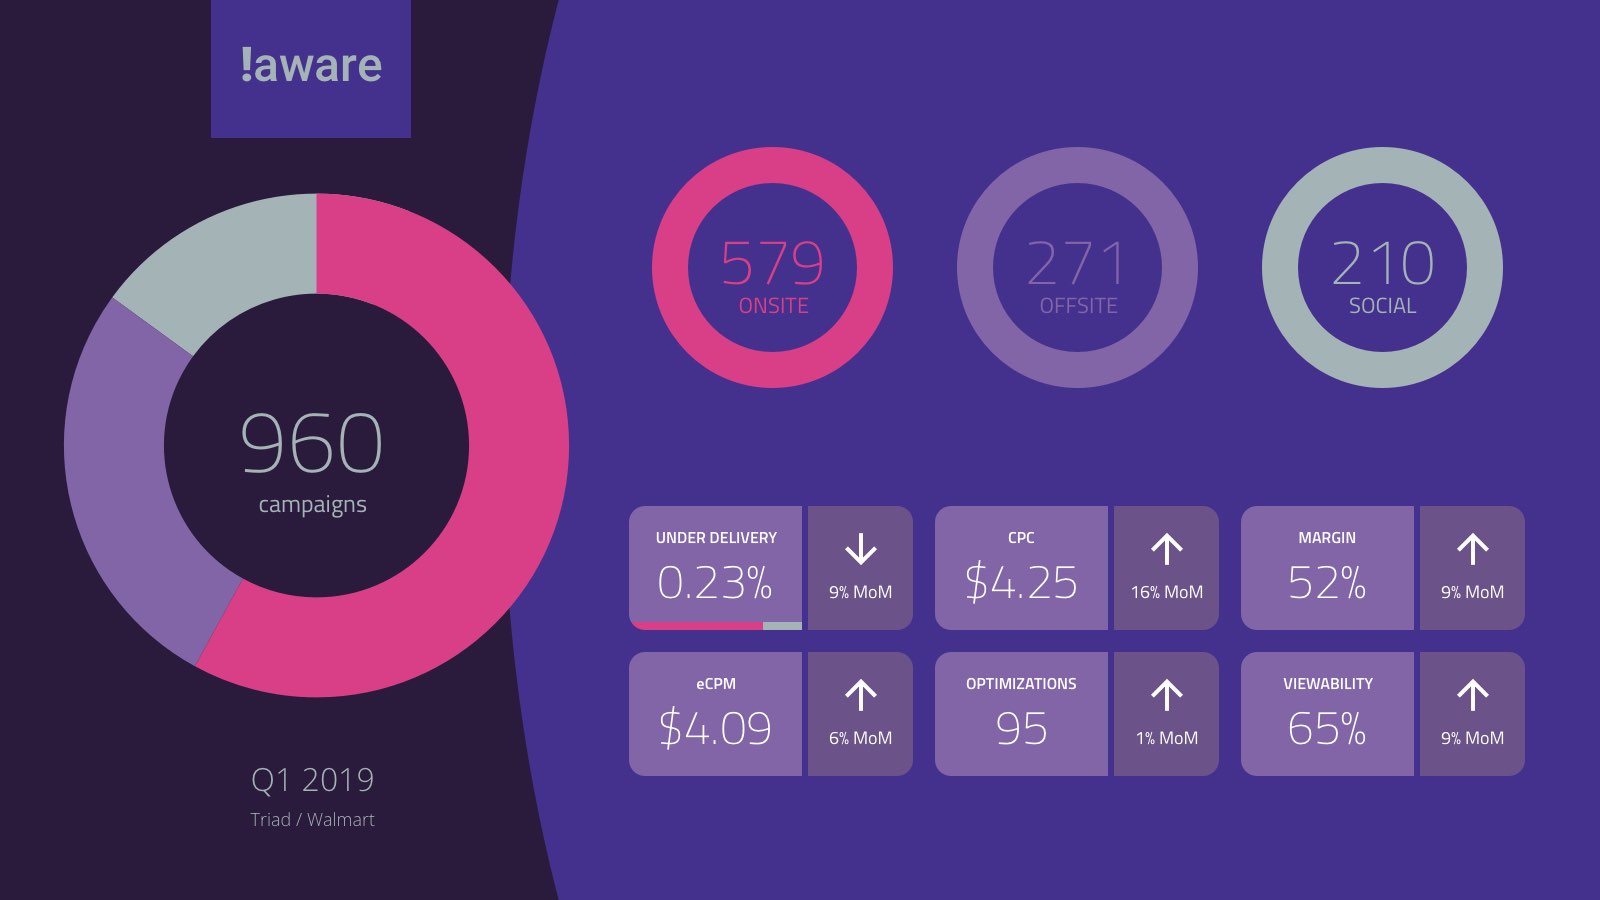 !aware
960
campaigns
Q1 2019
Triad / Walmart
579
ONSITE
271
OFFSITE
210
SOCIAL
UNDER DELIVERY
0.23%
9% MoM
CPC
$4.25
16% MoM
MARGIN
52%
9% MoM
eCPM
$4.09
6% MoM
OPTIMIZATIONS
95
1% MoM
VIEWABILITY
65%
9% MoM